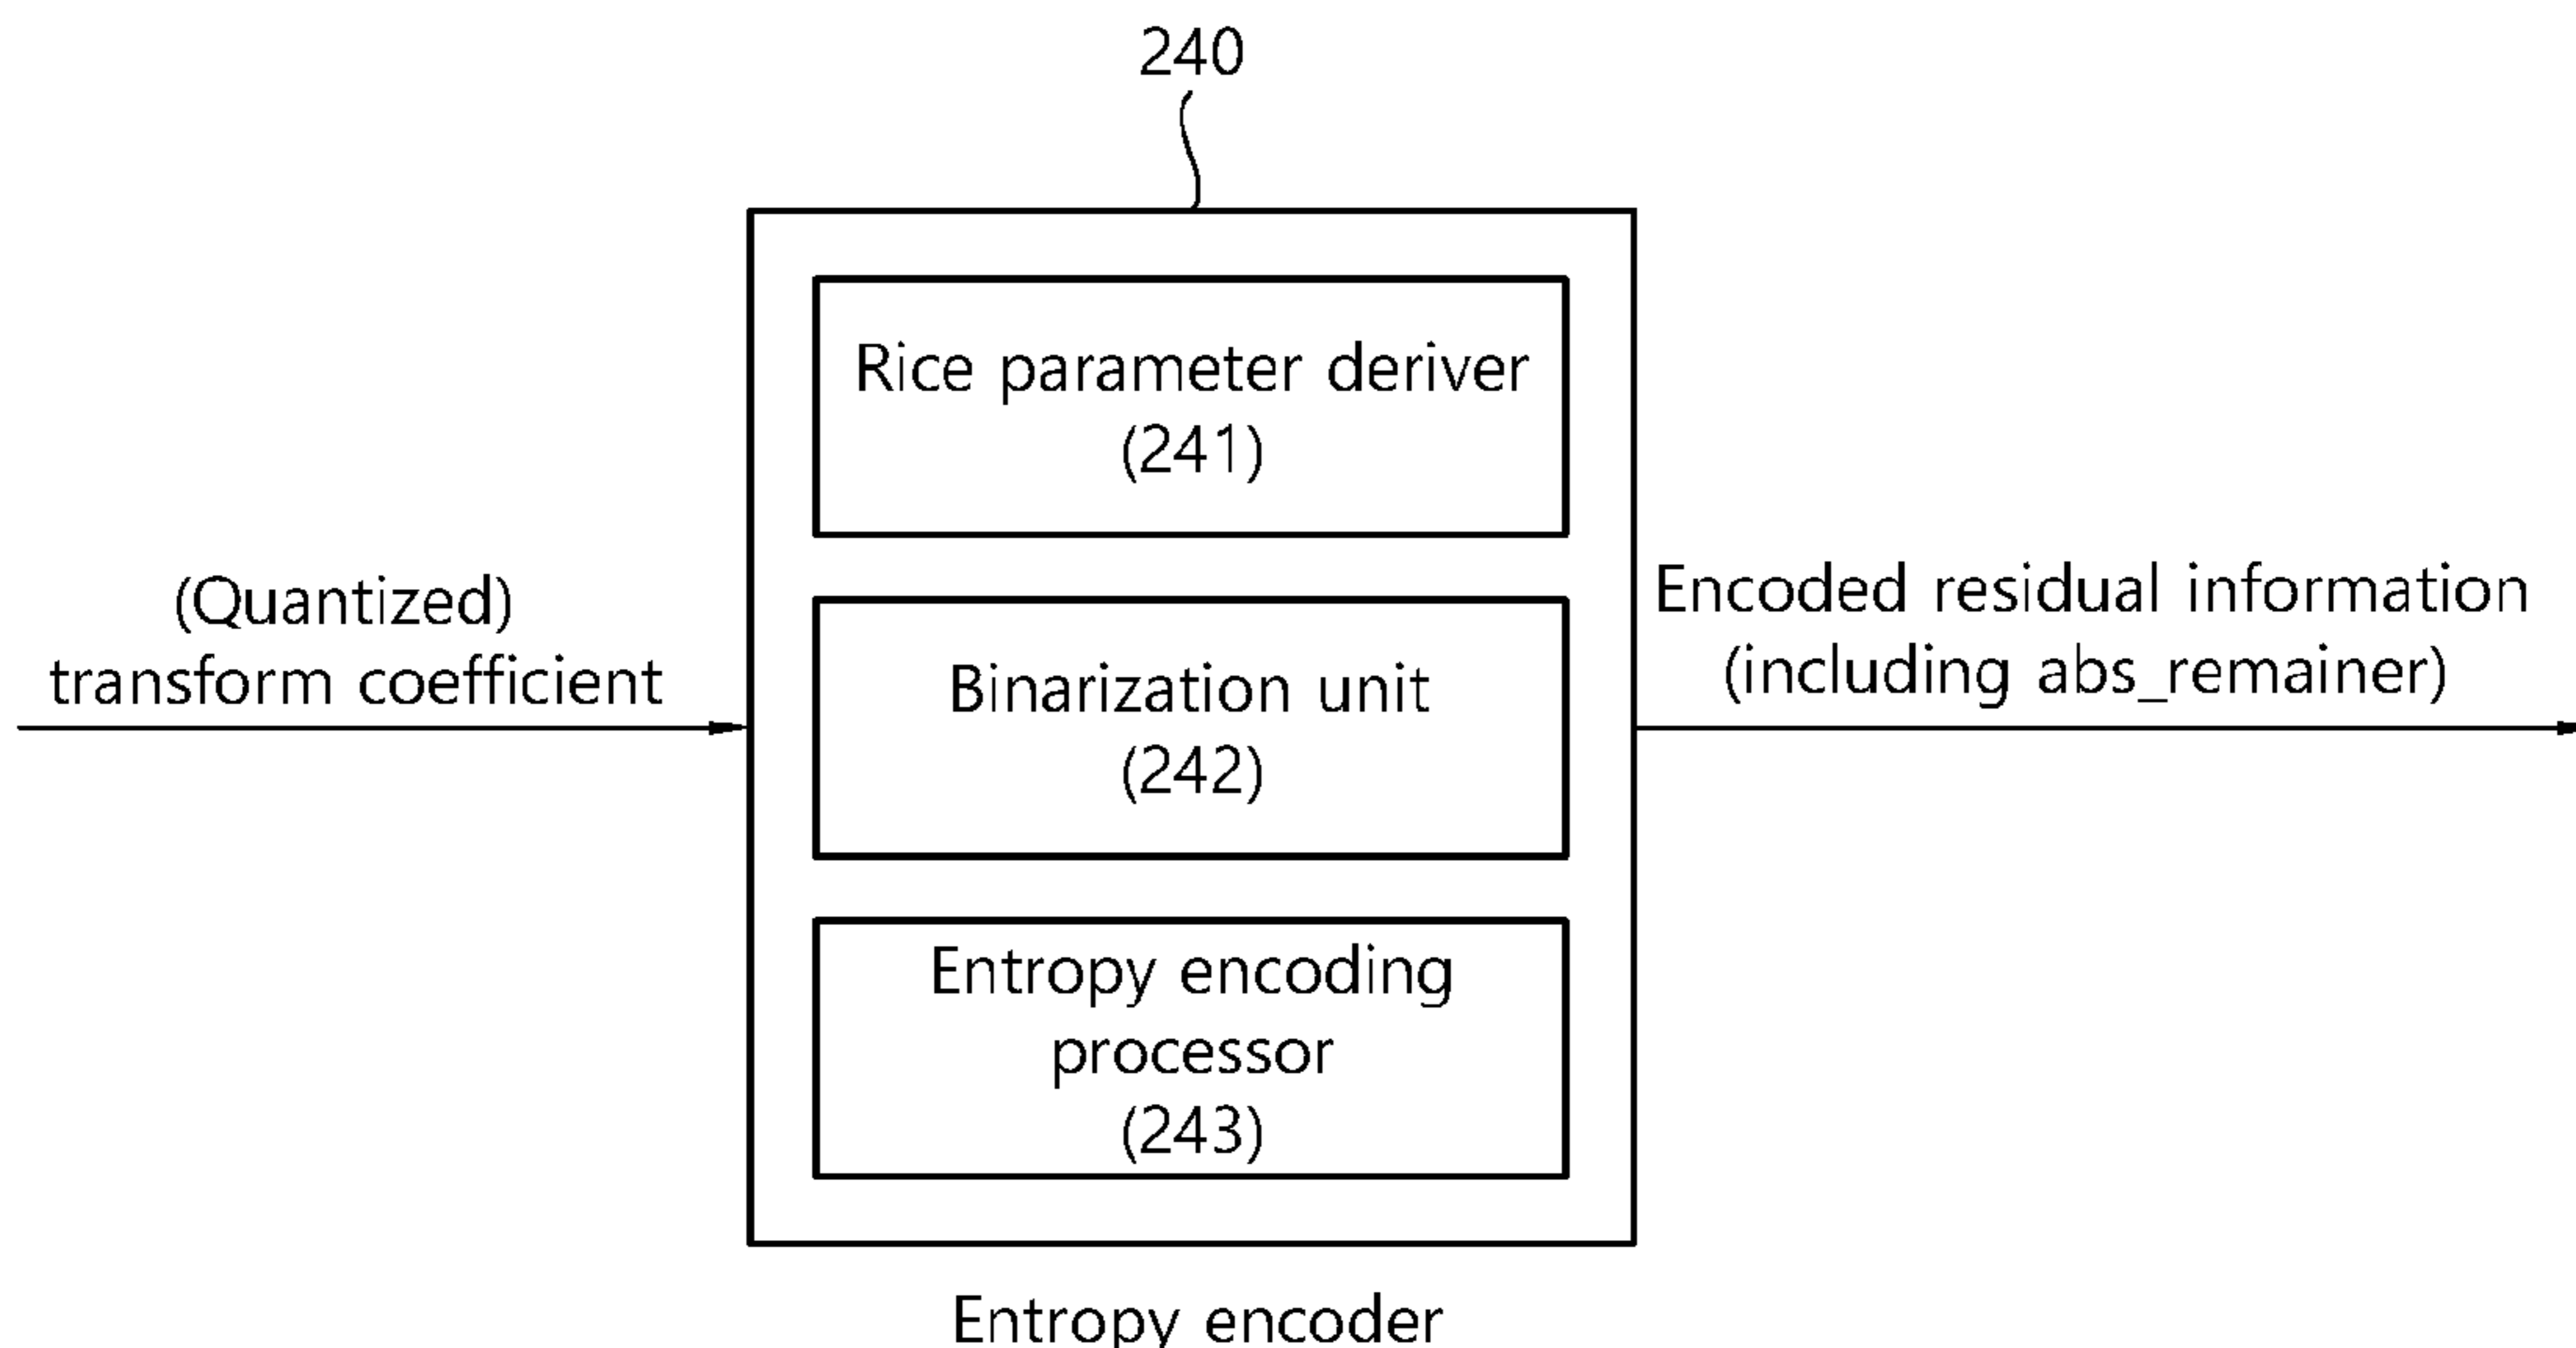 240
Rice parameter deriver
(241)
(Quantized)
transform coefficient
Binarization unit
(242)
Encoded residual information
(including abs_remainer)
Entropy encoding
processor
(243)
Entropy encoder